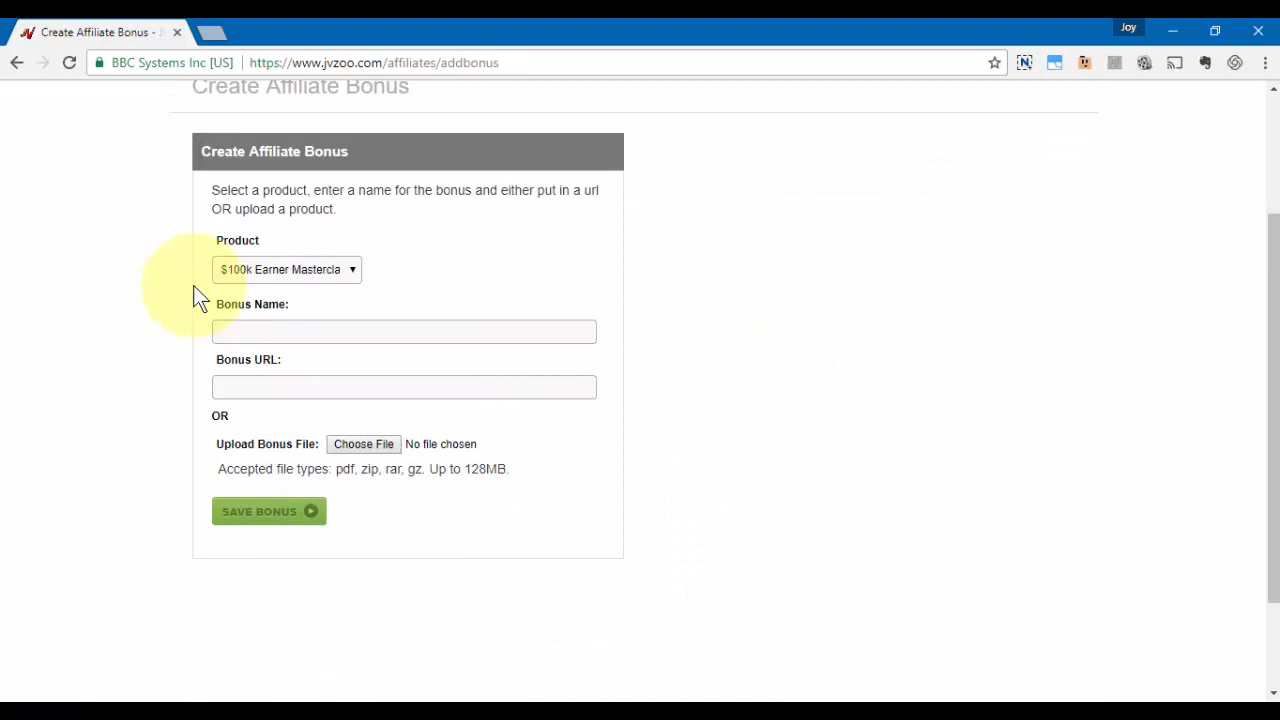 Create Affiliate Bonus -
Joy
BBC Systems Inc [US] https://www.jvzoo.com/affiliates/addbonus
Create Affiliate Bonus
Create Affiliate Bonus
Select a product, enter a name for the bonus and either put in a url
OR upload a product.
Product
$100k Earner Mastercla
Bonus Name:
Bonus URL:
OR
Upload Bonus File: Choose File No file chosen
Accepted file types: pdf, zip, rar, gz. Up to 128MB.
SAVE BONUS